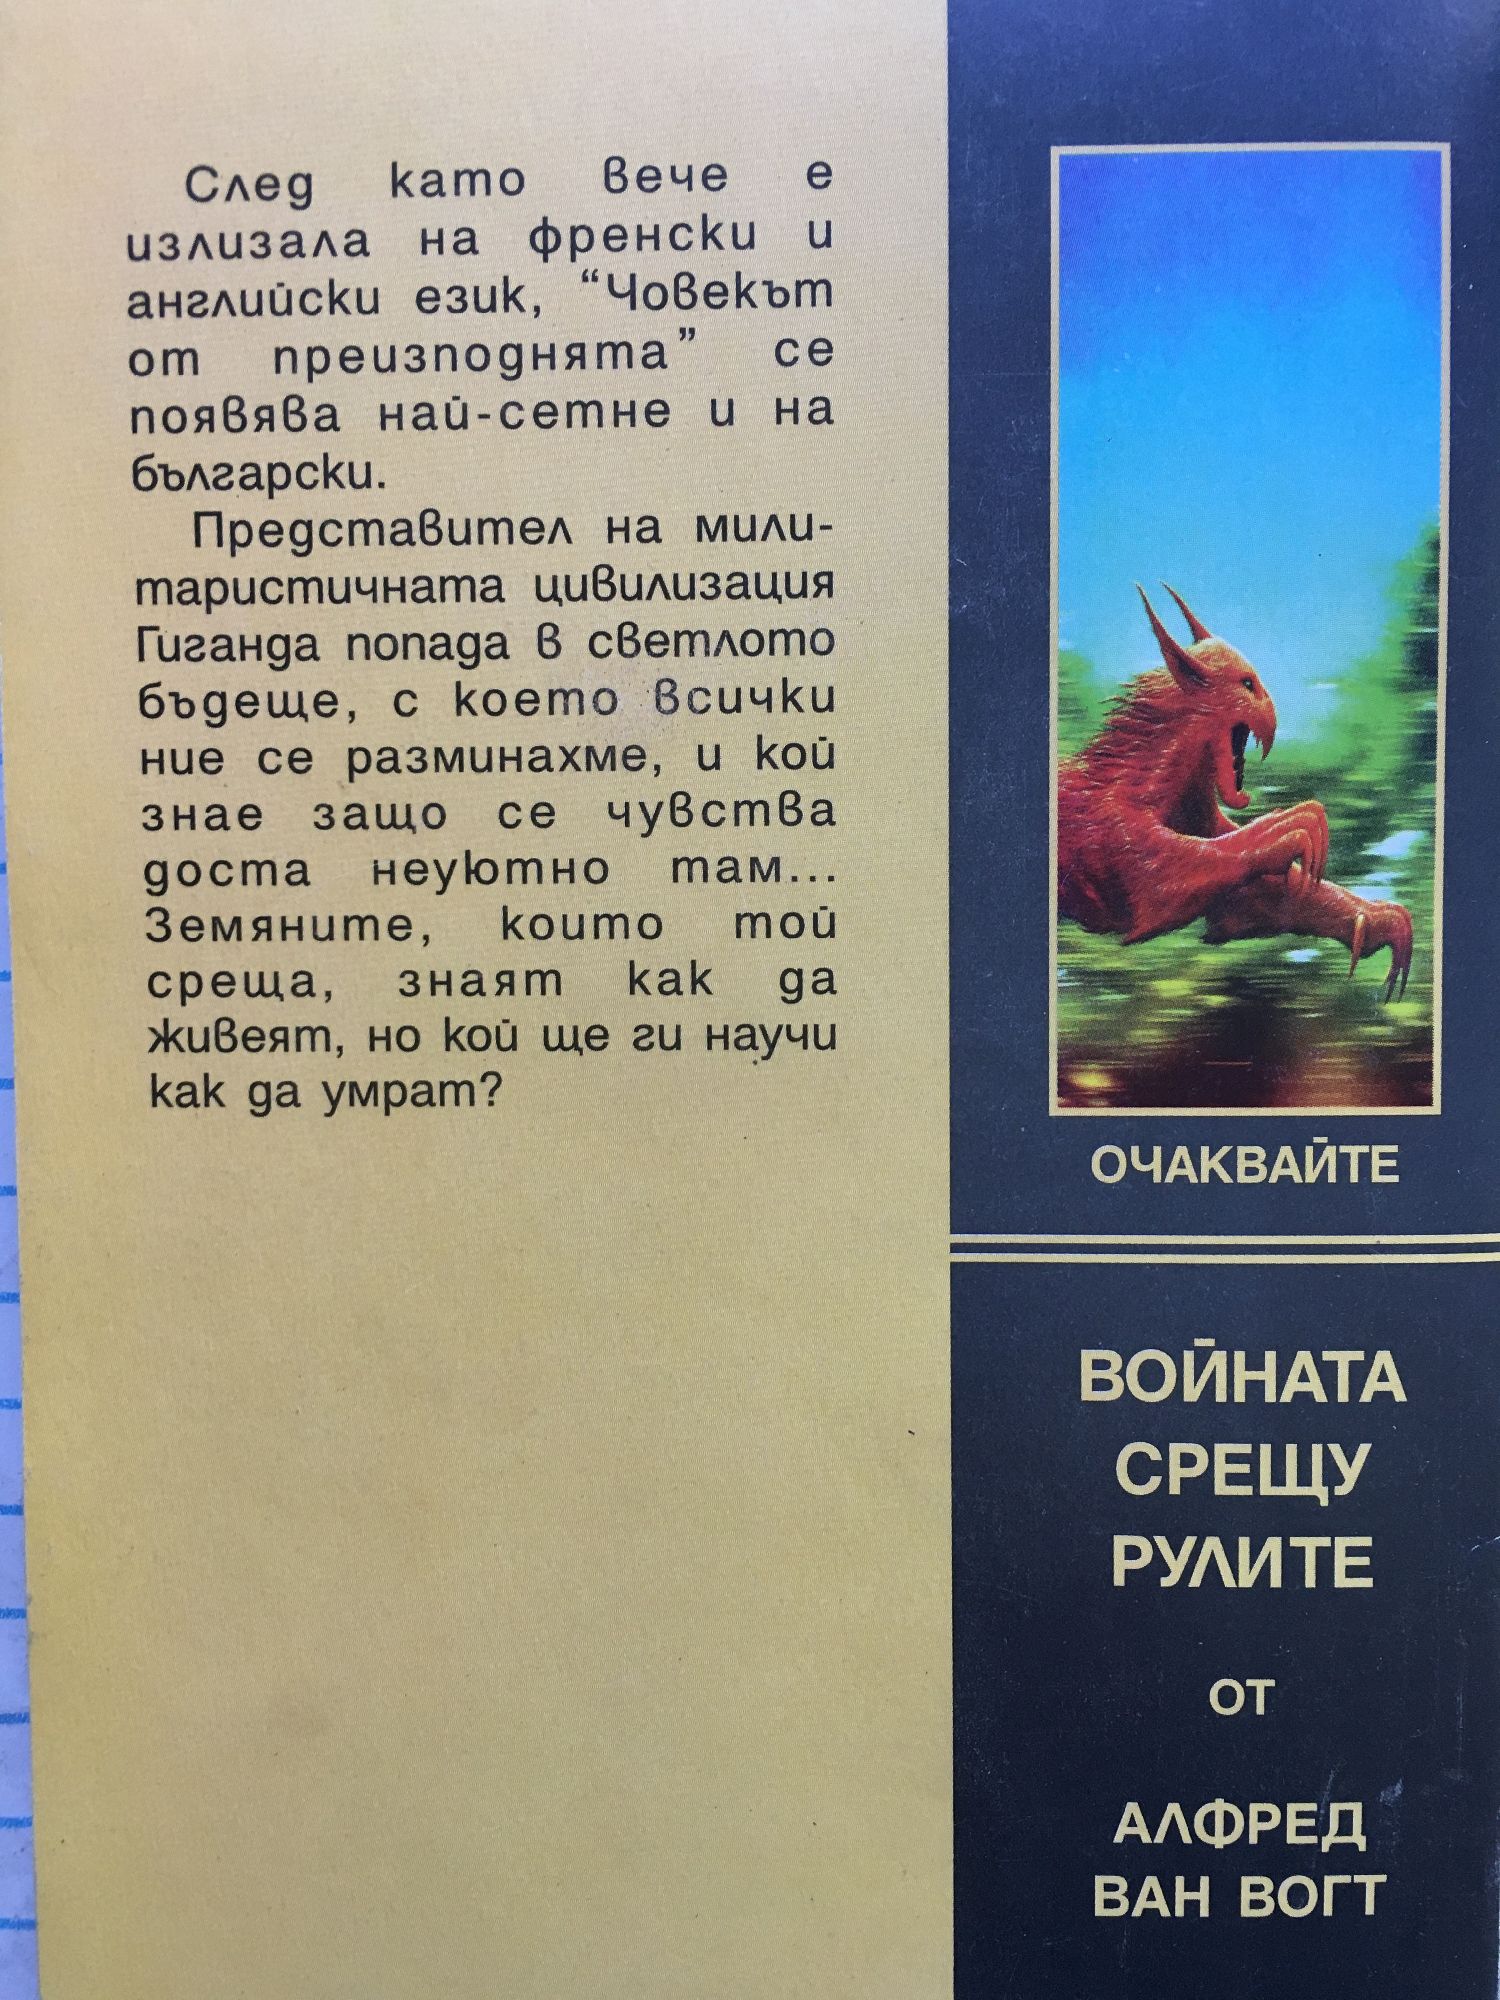 След като вече е
излизала на френски и
английски език, “Човекът
от преизподнята” се
появява най-сетне и на
български.
Представител на мили-
таристичната цивилизация
Гиганда попада в светлото
бъдеще, с което всички
ние се разминахме, и кой
знае защо се чувства
доста неуютно там...
Земяните, които той
среща, знаят как да
живеят, но кой ще ги научи
как да умрат?
ОЧАКВАЙТЕ
ВОЙНАТА
СРЕЩУ
РУЛИТЕ
ОТ
АЛФРЕД
ВАН ВОГТ